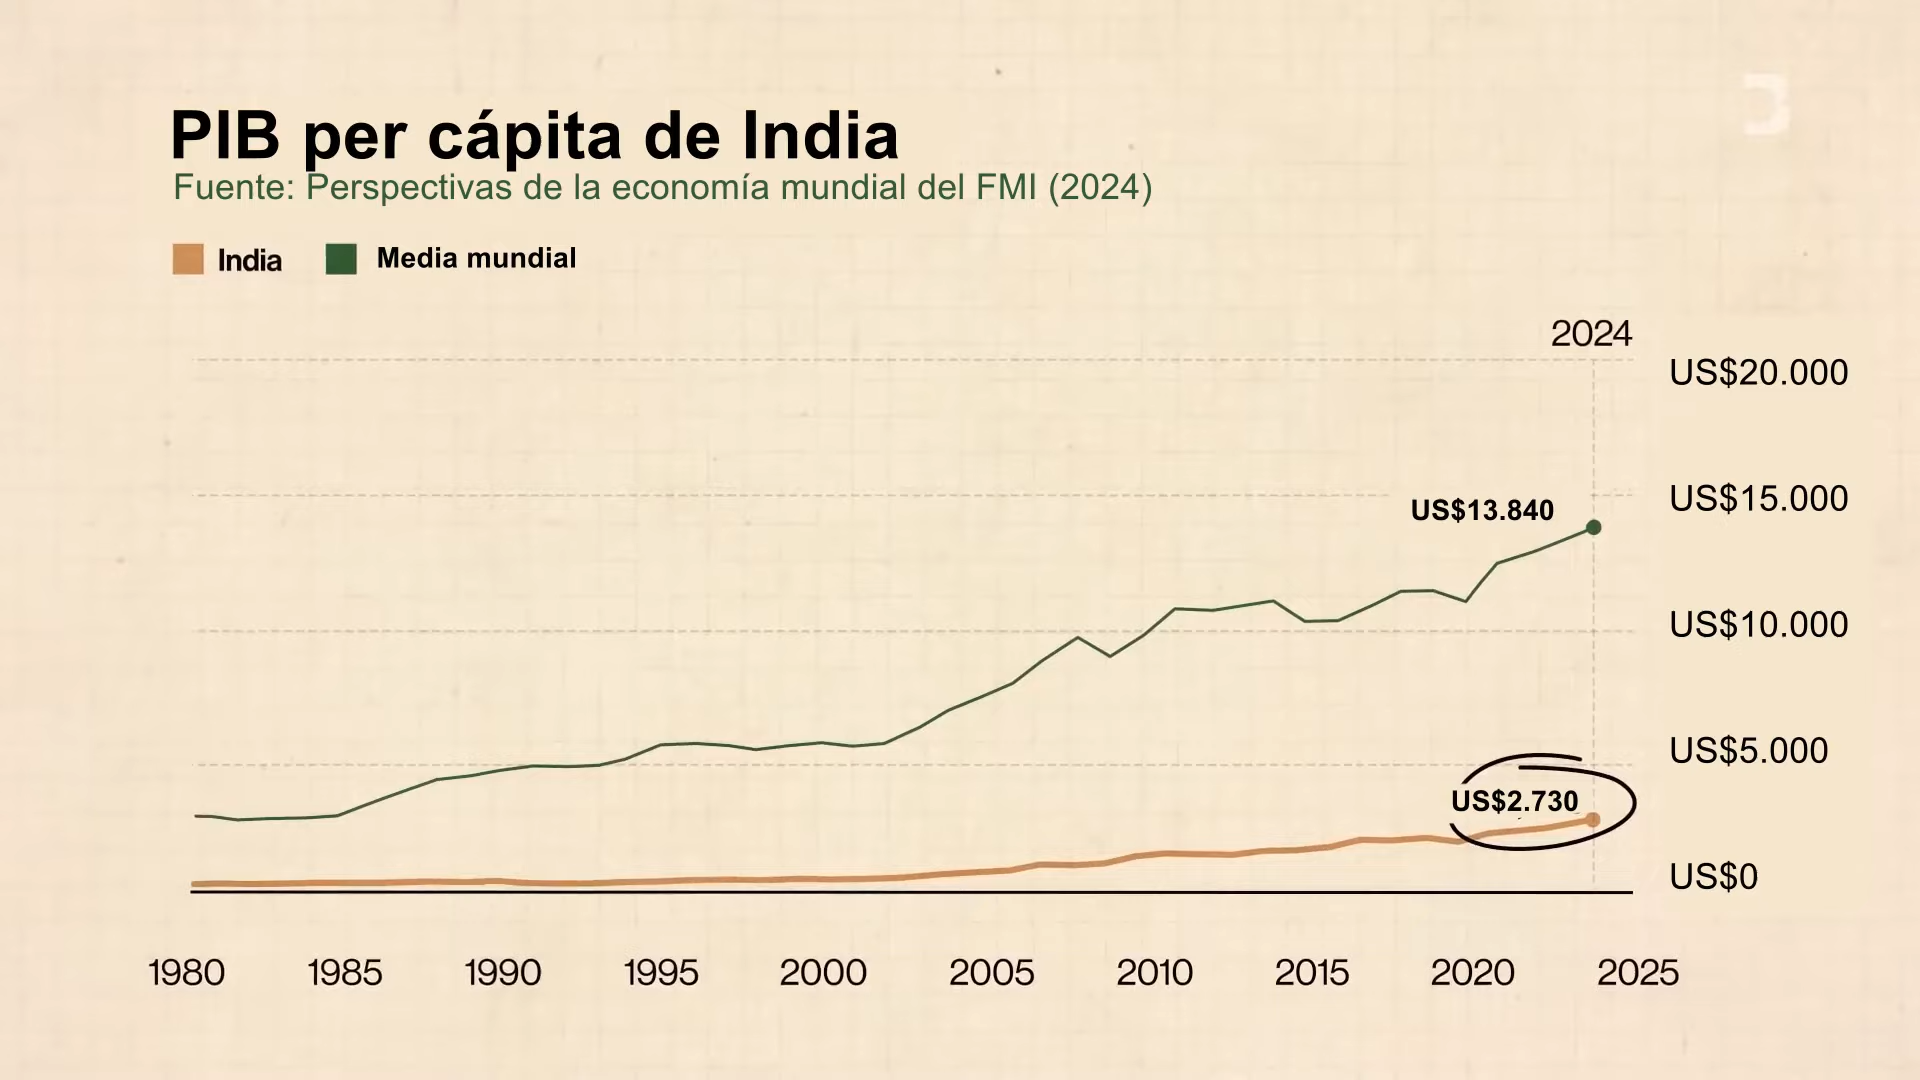 PIB per cápita de India
Fuente: Perspectivas de la economía mundial del FMI (2024)
India
Media mundial
2024
US$20.000
US$15.000
US$13.840
US$10.000
US$5.000
US$2.730
US$0
1980 1985 1990 1995 2000 2005 2010 2015 2020 2025